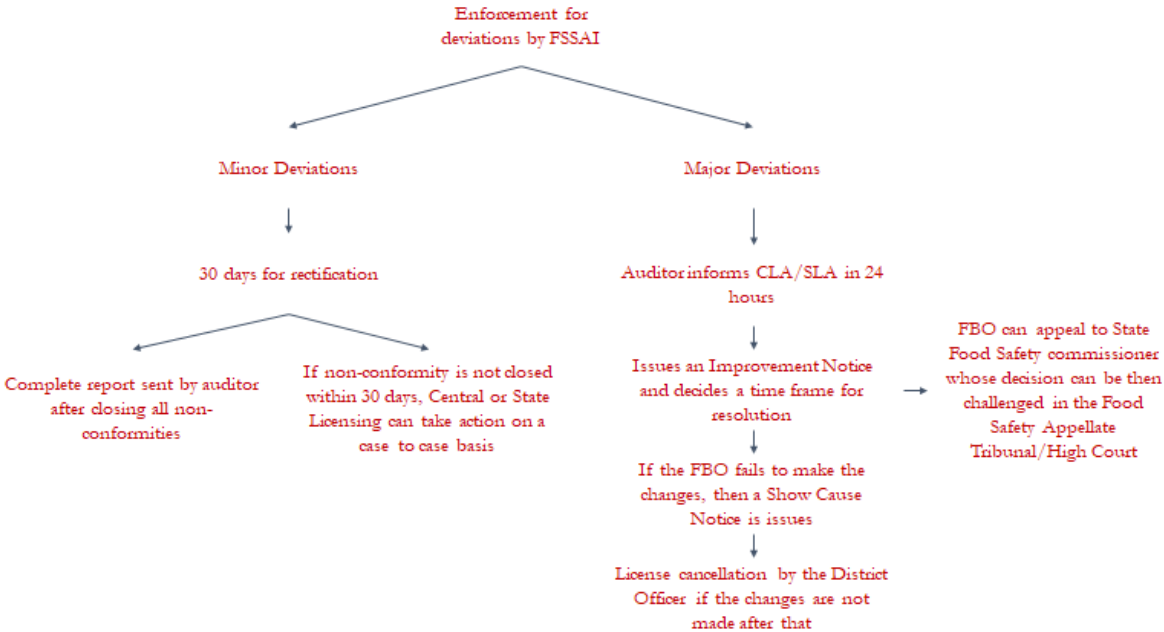 Enforcement for
deviations by FSSAI
Minor Deviations
Major Deviations
30 days for rectification
Auditor informs CLA/SLA in 24
hours
Complete report sent by auditor
after closing all non-
conformities
If non-conformity is not closed
within 30 days, Central or State
Licensing can take action on a
case to case basis
Issues an Improvement Notice
and decides a time frame for
resolution
FBO can appeal to State
Food Safety commissioner
whose decision can be then
challenged in the Food
Safety Appellate
Tribunal/High Court
If the FBO fails to make the
changes, then a Show Cause
Notice is issues
License cancellation by the District
Officer if the changes are not
made after that